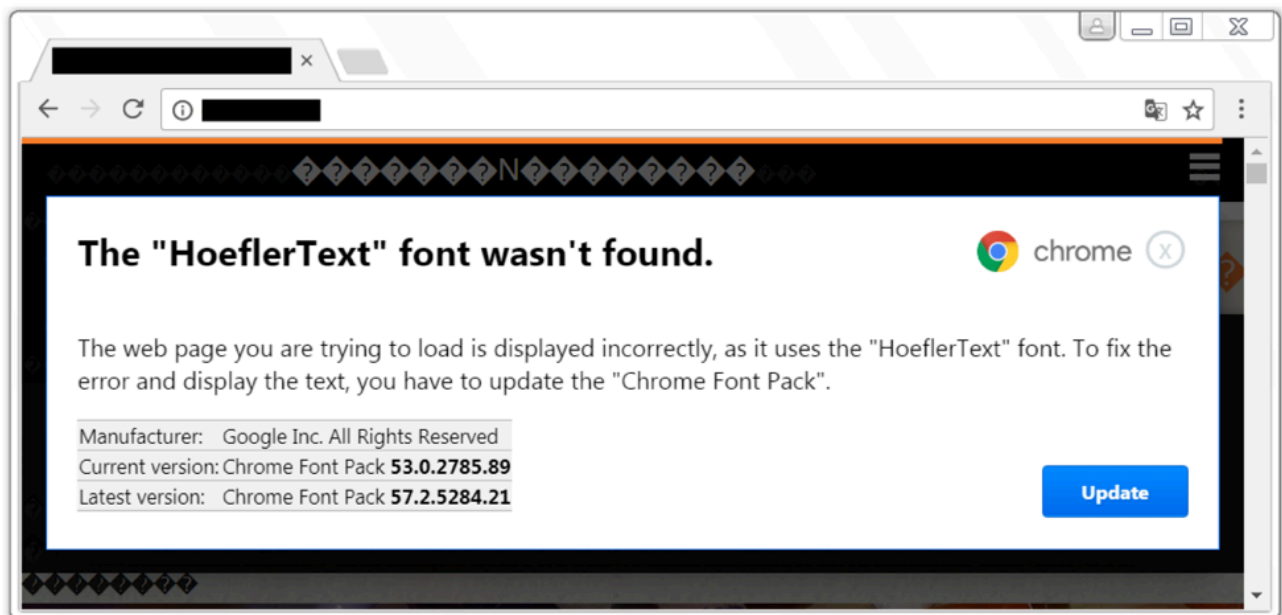 �������������������N������������
The "HoeflerText" font wasn't found.
chrome
The web page you are trying to load is displayed incorrectly, as it uses the "HoeflerText" font. To fix the
error and display the text, you have to update the "Chrome Font Pack".
Manufacturer: Google Inc. All Rights Reserved
Current version: Chrome Font Pack 53.0.2785.89
Latest version: Chrome Font Pack 57.2.5284.21
Update
���������